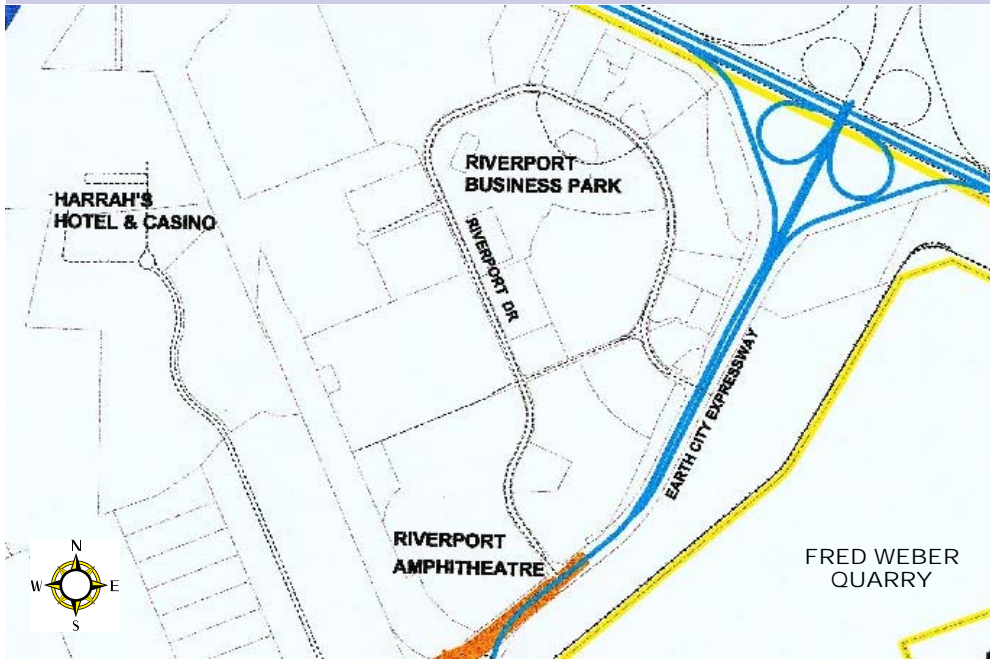 HARRAH'S
HOTEL & CASINO
RIVERPORT
BUSINESS PARK
RIVERPORT DR
EARTH CITY EXPRESSWAY
RIVERPORT
AMPHITHEATRE
FRED WEBER
QUARRY
N
W E
S